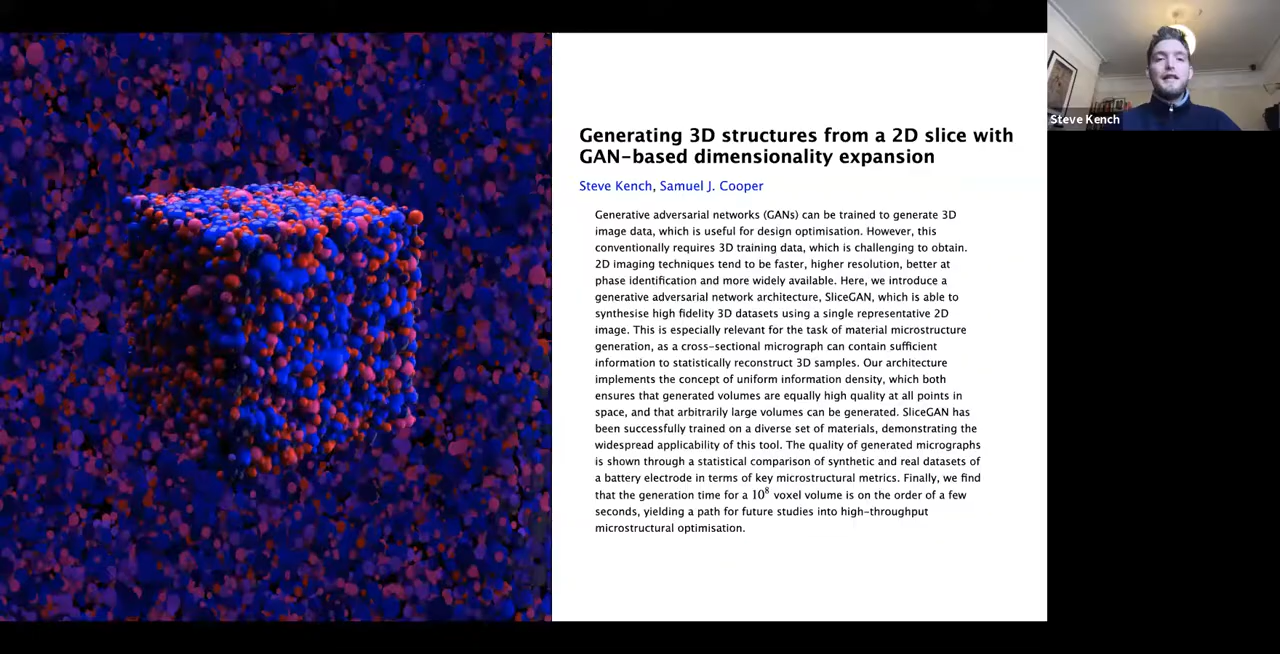 Generating 3D structures from a 2D slice with
GAN-based dimensionality expansion
Steve Kench, Samuel J. Cooper
Generative adversarial networks (GANs) can be trained to generate 3D
image data, which is useful for design optimisation. However, this
conventionally requires 3D training data, which is challenging to obtain.
2D imaging techniques tend to be faster, higher resolution, better at
phase identification and more widely available. Here, we introduce a
generative adversarial network architecture, SliceGAN, which is able to
synthesise high fidelity 3D datasets using a single representative 2D
image. This is especially relevant for the task of material microstructure
generation, as a cross-sectional micrograph can contain sufficient
information to statistically reconstruct 3D samples. Our architecture
implements the concept of uniform information density, which both
ensures that generated volumes are equally high quality at all points in
space, and that arbitrarily large volumes can be generated. SliceGAN has
been successfully trained on a diverse set of materials, demonstrating the
widespread applicability of this tool. The quality of generated micrographs
is shown through a statistical comparison of synthetic and real datasets of
a battery electrode in terms of key microstructural metrics. Finally, we find
that the generation time for a 10⁸ voxel volume is on the order of a few
seconds, yielding a path for future studies into high-throughput
microstructural optimisation.
Steve Kench